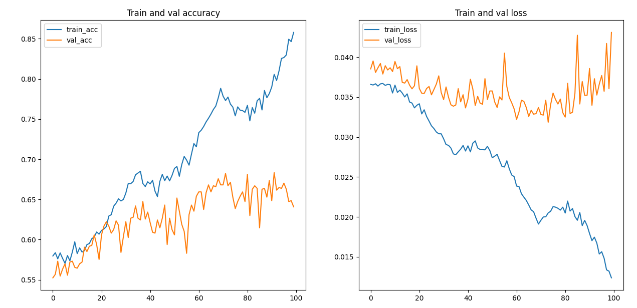 Train and val accuracy
train_acc
val_acc
0.85
0.80
0.75
0.70
0.65
0.60
0.55
0 20 40 60 80 100
Train and val loss
train_loss
val_loss
0.040
0.035
0.030
0.025
0.020
0.015
0 20 40 60 80 100